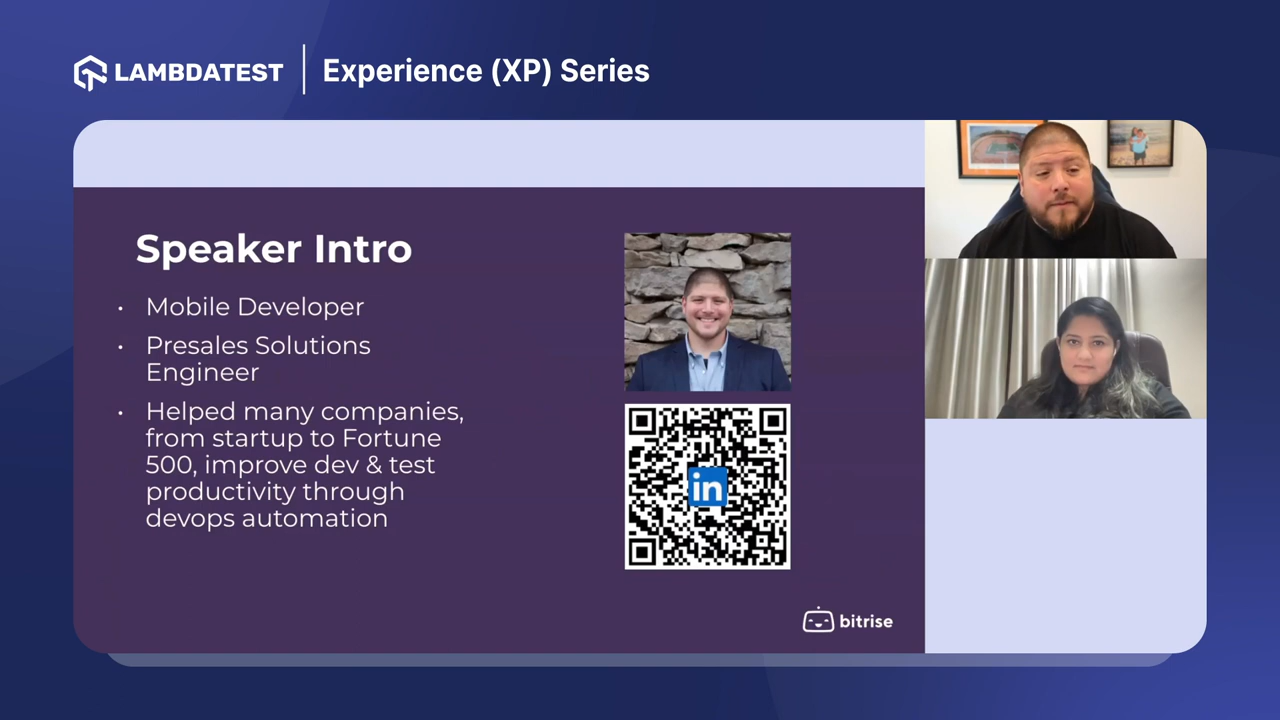 LAMBDATEST
Experience (XP) Series
Speaker Intro
• Mobile Developer
• Presales Solutions
Engineer
• Helped many companies,
from startup to Fortune
500, improve dev & test
productivity through
devops automation
in
bitrise